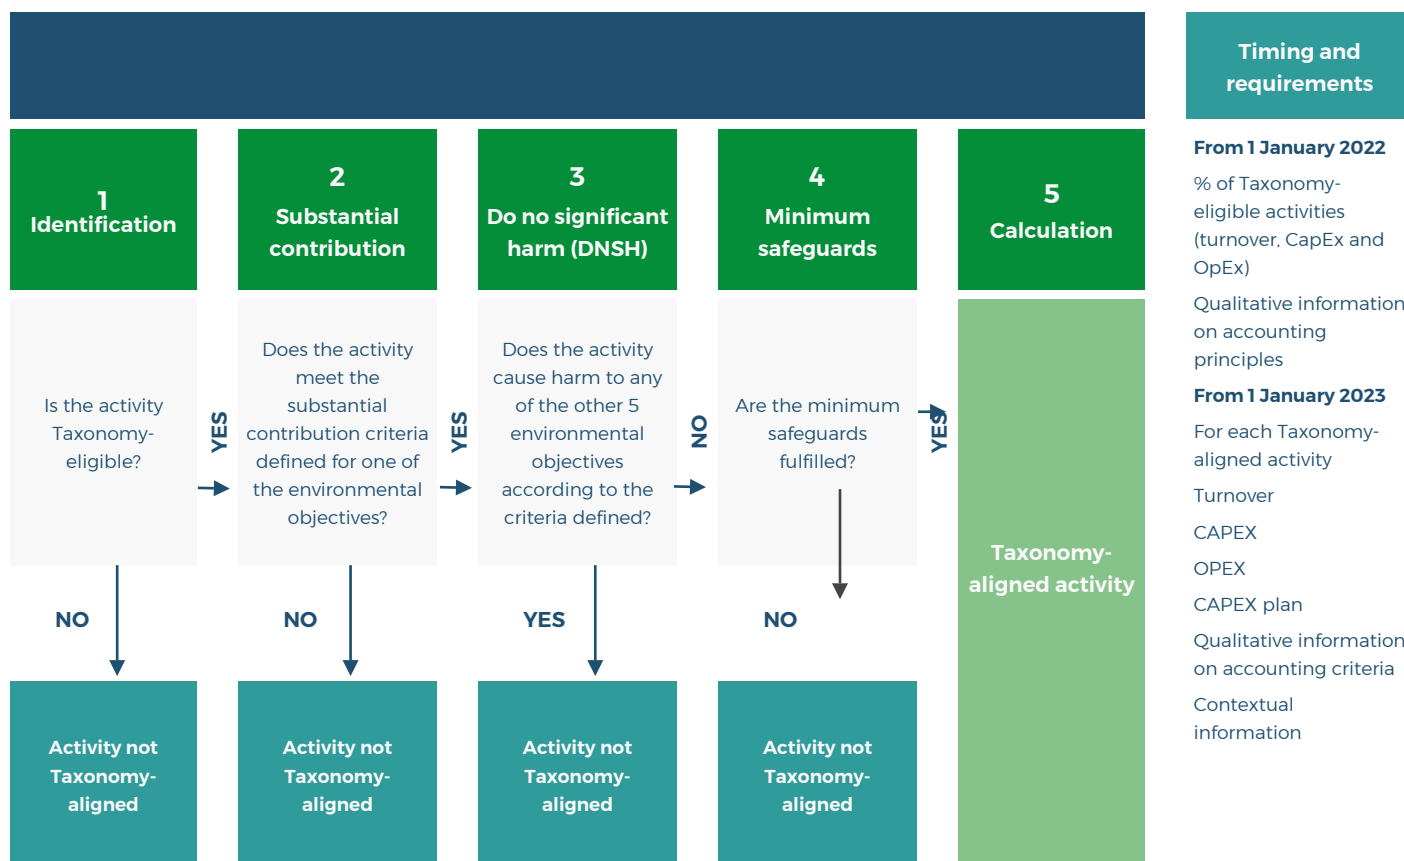 1
Identification
2
Substantial
contribution
3
Do no significant
harm (DNSH)
4
Minimum
safeguards
5
Calculation
Is the activity
Taxonomy-
eligible?
YES
NO
Does the activity
meet the
substantial
contribution criteria
defined for one of
the environmental
objectives?
YES
NO
Does the activity
cause harm to any
of the other 5
environmental
objectives
according to the
criteria defined?
NO
YES
Are the minimum
safeguards
fulfilled?
YES
NO
Taxonomy-
aligned activity
Activity not
Taxonomy-
aligned
Activity not
Taxonomy-
aligned
Activity not
Taxonomy-
aligned
Activity not
Taxonomy-
aligned
Timing and
requirements
From 1 January 2022
% of Taxonomy-
eligible activities
(turnover, CapEx and
OpEx)
Qualitative information
on accounting
principles
From 1 January 2023
For each Taxonomy-
aligned activity
Turnover
CAPEX
OPEX
CAPEX plan
Qualitative information
on accounting criteria
Contextual
information